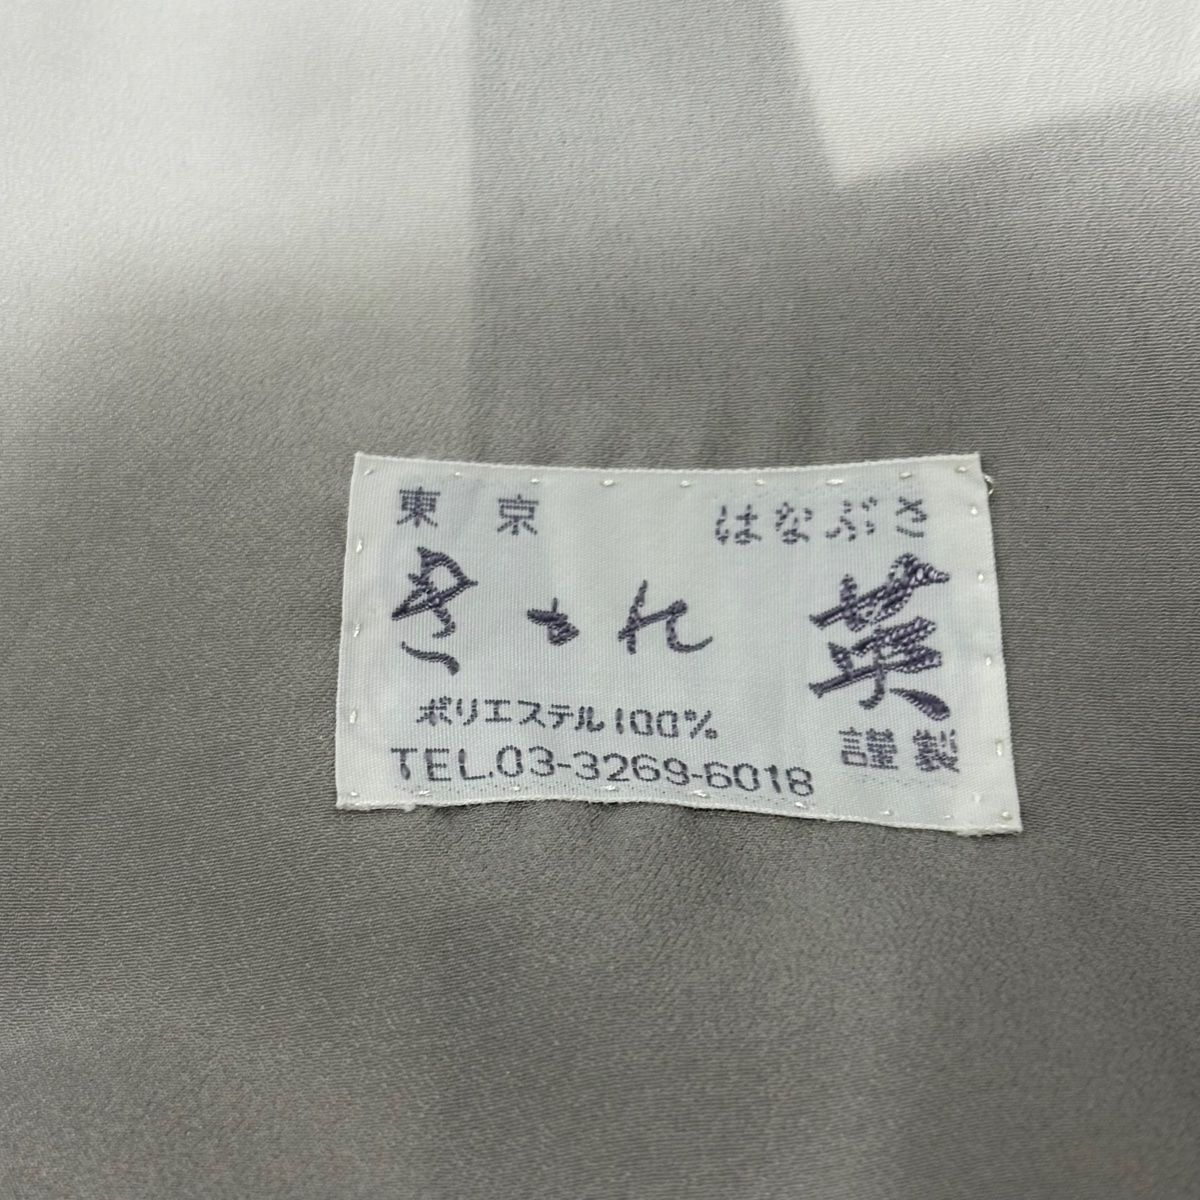 東京
はなぶさ
きもの
英
謹製
ポリエステル100%
TEL.03-3269-6018